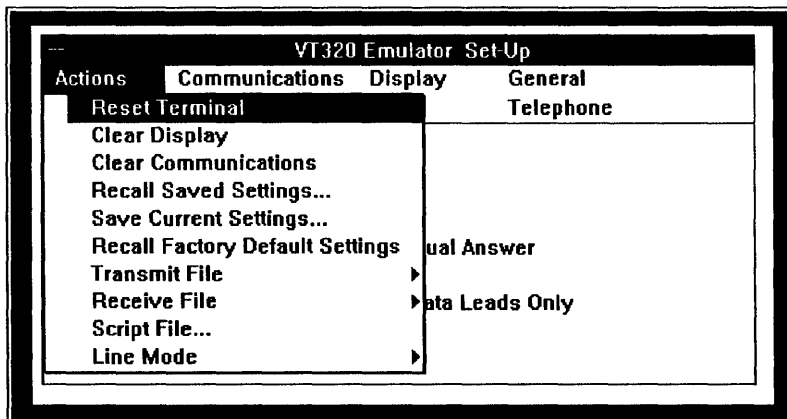 VT320 Emulator Set-Up
Actions Communications Display General
Reset Terminal Telephone
Clear Display
Clear Communications
Recall Saved Settings...
Save Current Settings...
Recall Factory Default Settings ual Answer
Transmit File
Receive File ata Leads Only
Script File...
Line Mode